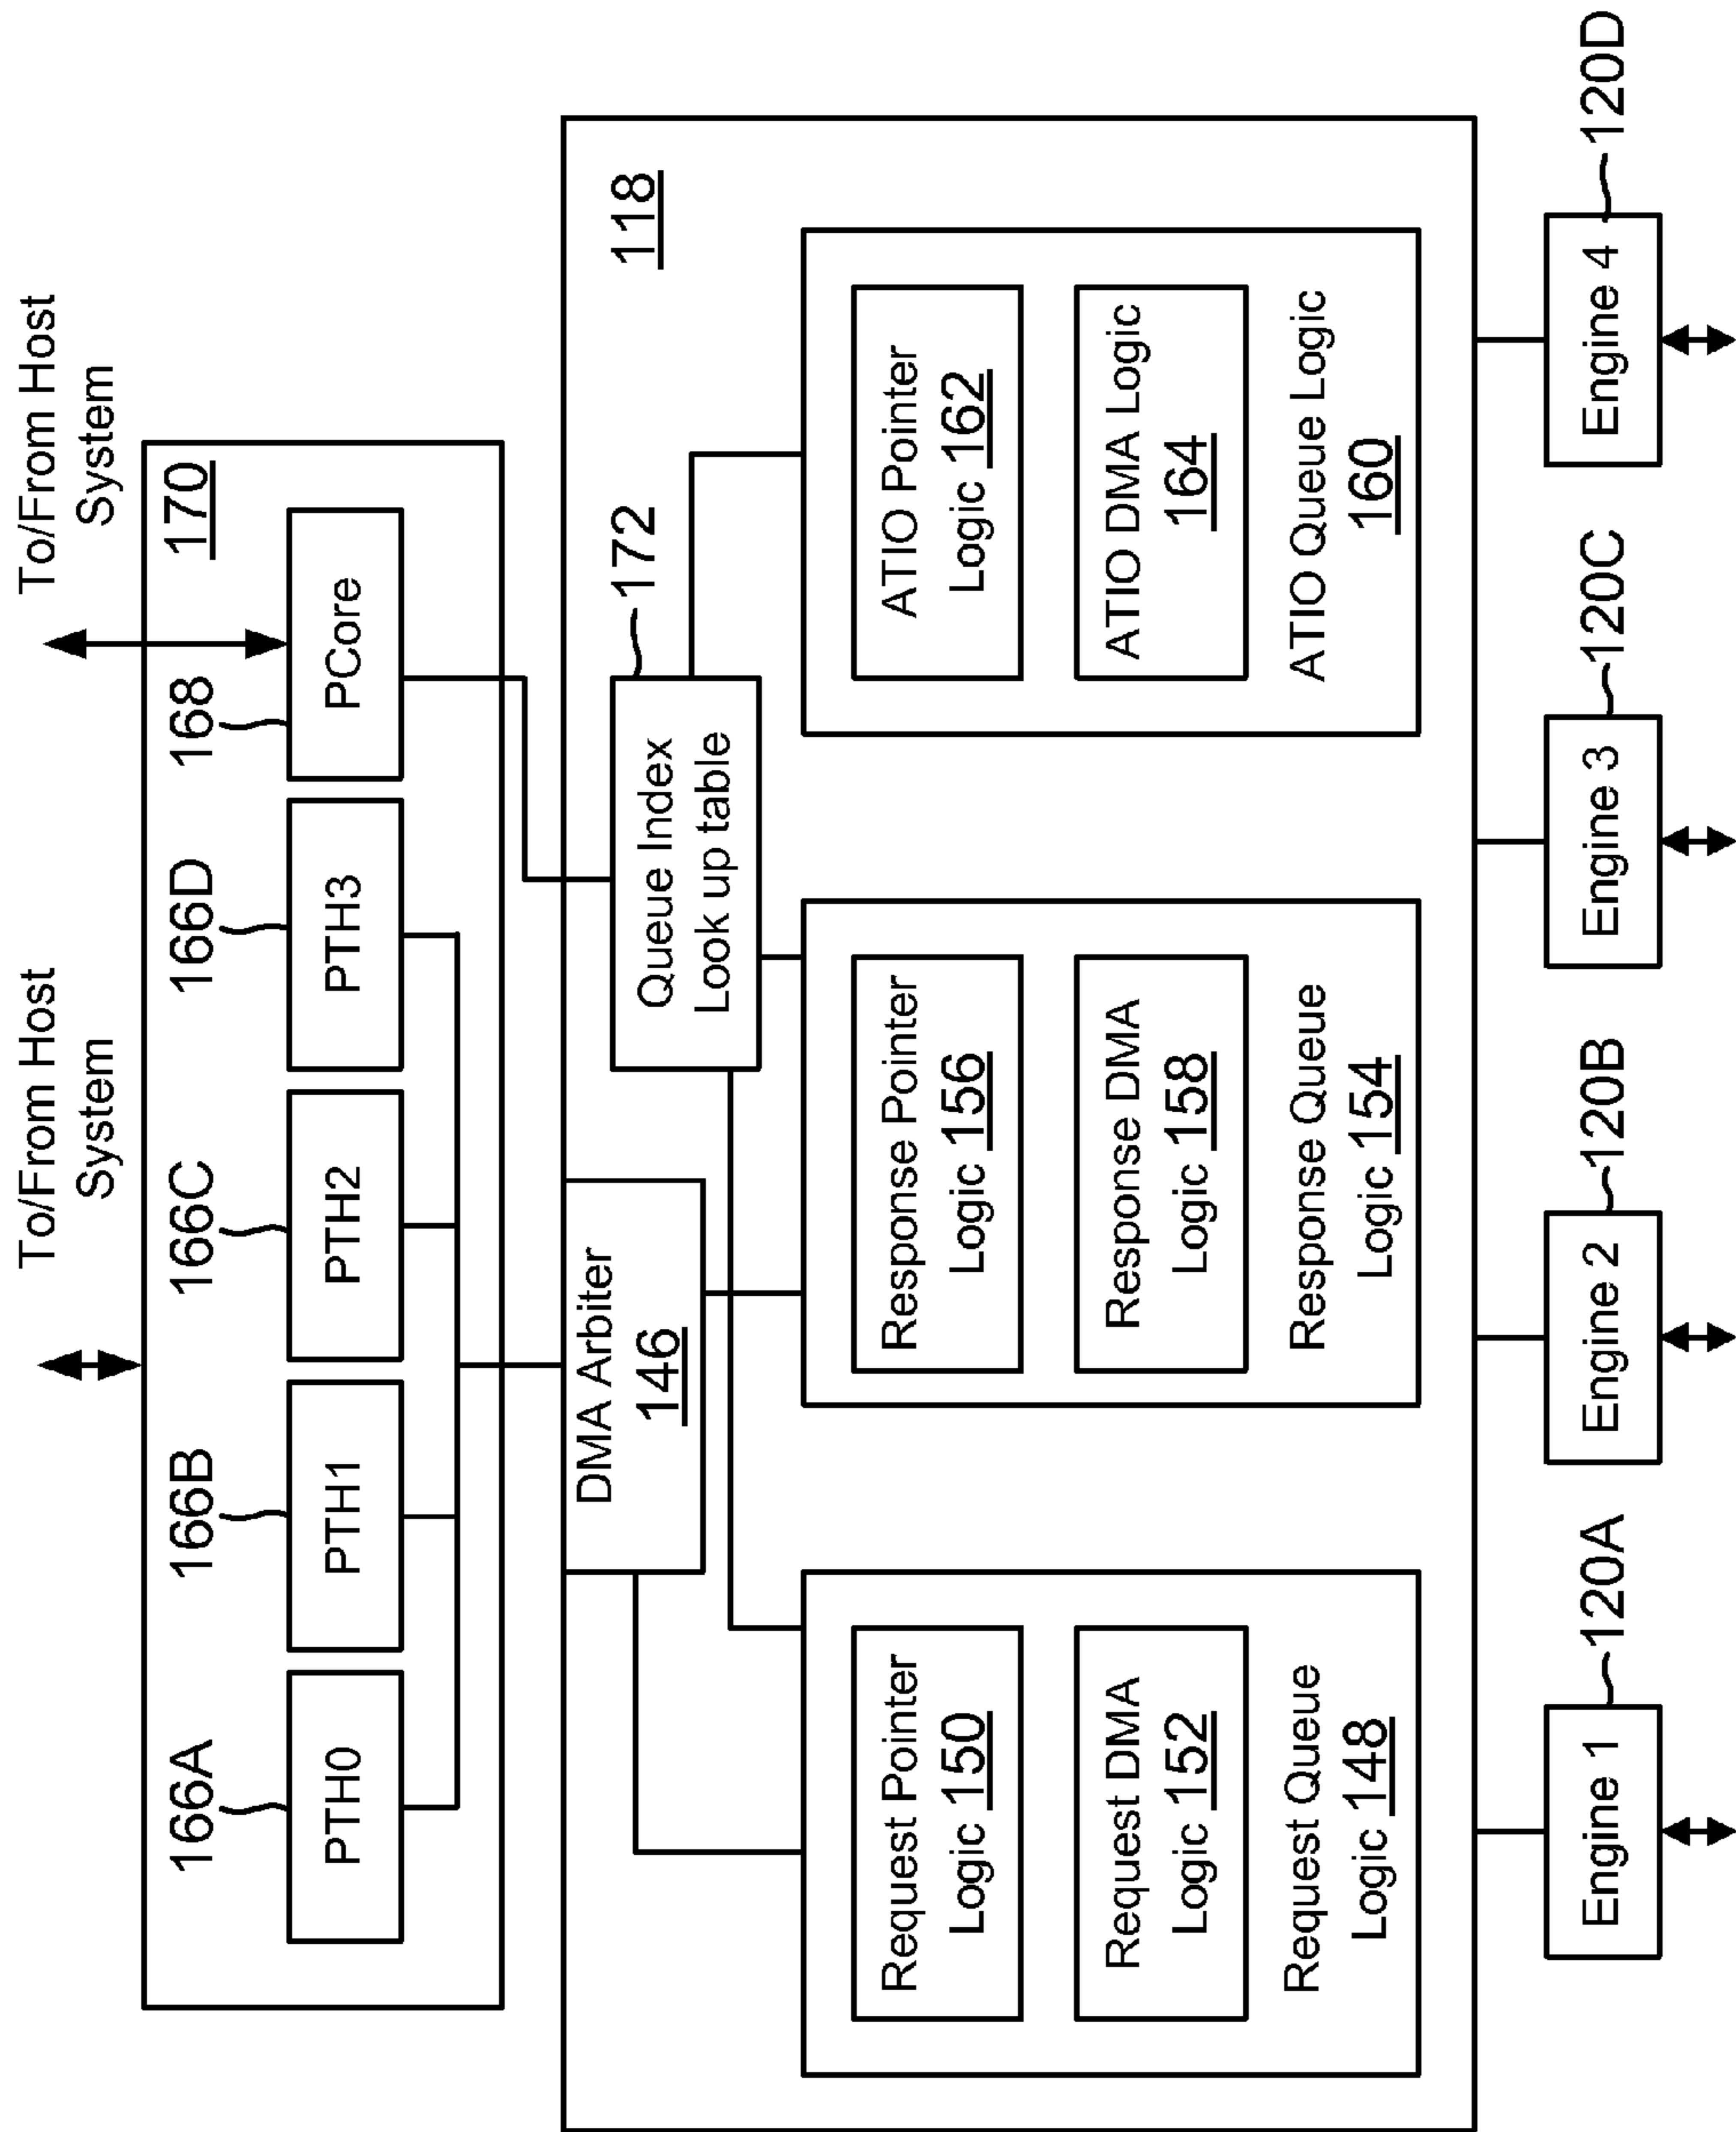 To/From Host
System
To/From Host
System
170
166A
166B
166C
166D
168
PTH0
PTH1
PTH2
PTH3
PCore
DMA Arbiter
146
Queue Index
Look up table
172
118
Request Pointer
Logic 150
Request DMA
Logic 152
Request Queue
Logic 148
Response Pointer
Logic 156
Response DMA
Logic 158
Response Queue
Logic 154
ATIO Pointer
Logic 162
ATIO DMA Logic
164
ATIO Queue Logic
160
Engine 1
120A
Engine 2
120B
Engine 3
120C
Engine 4
120D